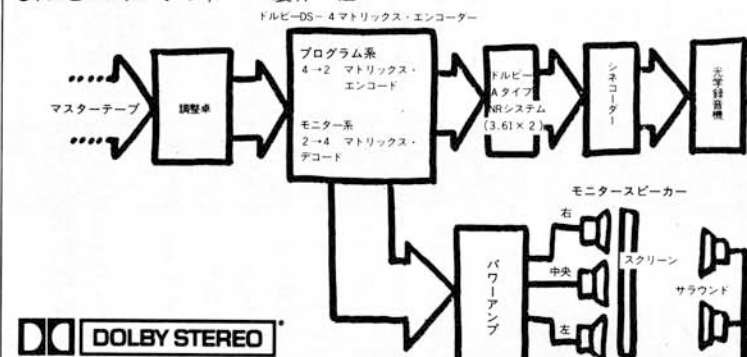 ドルビーDS-4マトリックス・エンコーダー
マスターテープ
調整卓
プログラム系
4→2 マトリックス・
エンコード
モニター系
2→4 マトリックス・
デコード
ドルビー
Aタイプ
NRシステム
(3.61×2)
シネコーダー
光学録音機
モニタースピーカー
パワーアンプ
右
中央
左
スクリーン
サラウンド
DOLBY STEREO